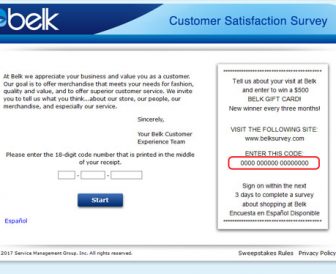 belk
Customer Satisfaction Survey
At Belk we appreciate your business and value you as a customer.
Our goal is to offer merchandise that meets your needs for fashion,
quality and value, and to offer superior customer service. We invite
you to tell us what you think...about our store, our people, our
merchandise, and especially our service.
Sincerely,
Your Belk Customer
Experience Team
Please enter the 18-digit code number that is printed in the middle
of your receipt.
- -
Start
Español
Tell us about your visit at Belk
and enter to win a $500
BELK GIFT CARD!
New winner every three months!
VISIT THE FOLLOWING SITE:
www.belksurvey.com
ENTER THIS CODE:
0000 000000 00000000
Sign on within the next
3 days to complete a survey
about shopping at Belk
Encuesta en Español Disponible
2017 Service Management Group, Inc. All rights reserved.
Sweepstakes Rules
Privacy Policy